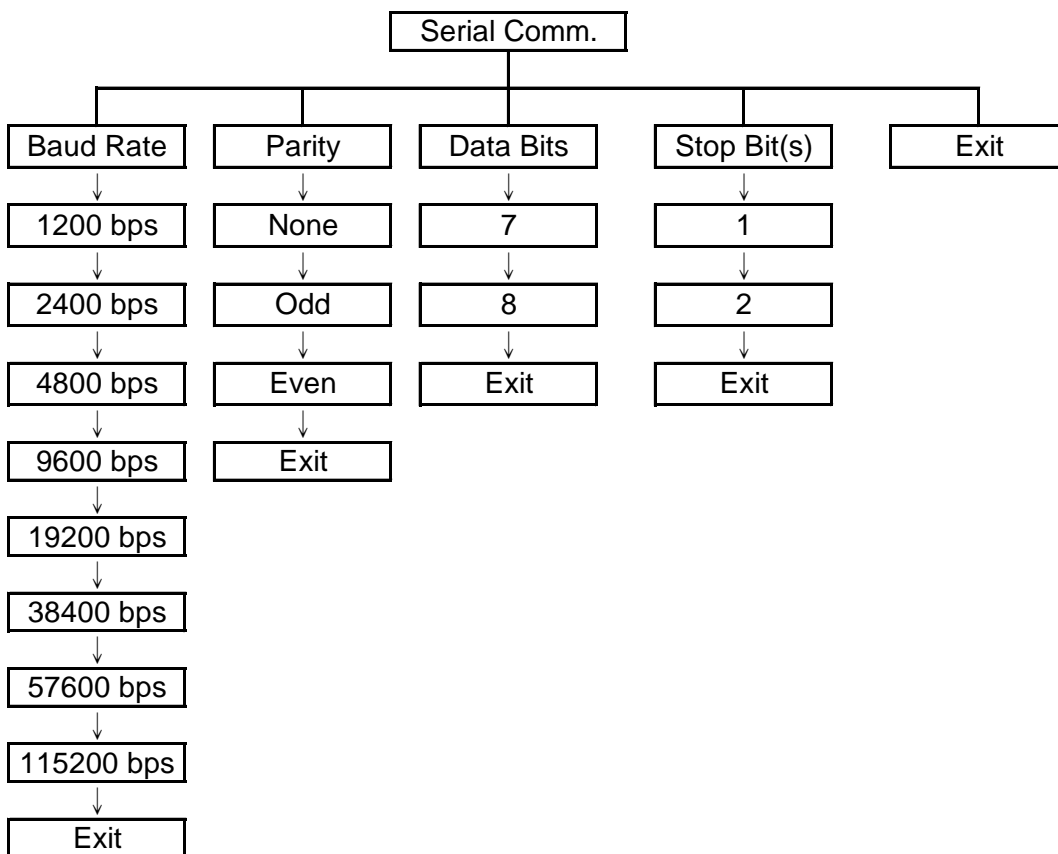 Serial Comm.
Baud Rate
Parity
Data Bits
Stop Bit(s)
Exit
1200 bps
None
7
1
2400 bps
Odd
8
2
4800 bps
Even
Exit
Exit
9600 bps
Exit
19200 bps
38400 bps
57600 bps
115200 bps
Exit